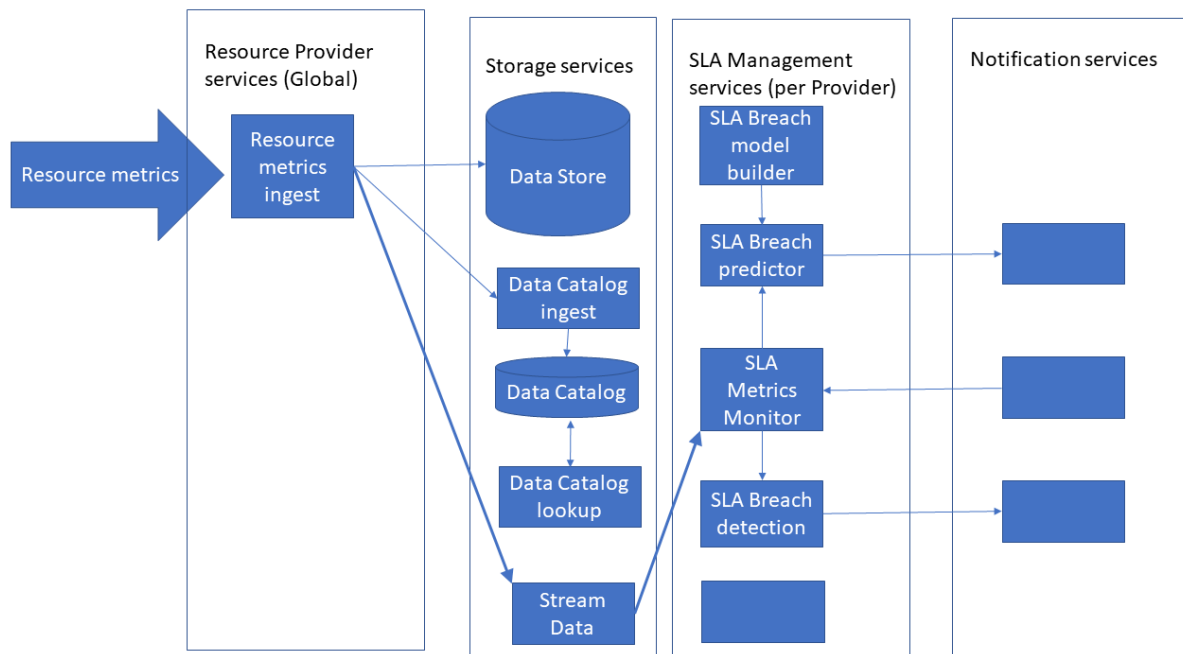 Resource Provider
services (Global)
Resource metrics
Resource
metrics
ingest
Storage services
Data Store
Data Catalog
ingest
Data Catalog
Data Catalog
lookup
Stream
Data
SLA Management
services (per Provider)
SLA Breach
model
builder
SLA Breach
predictor
SLA
Metrics
Monitor
SLA Breach
detection
Notification services